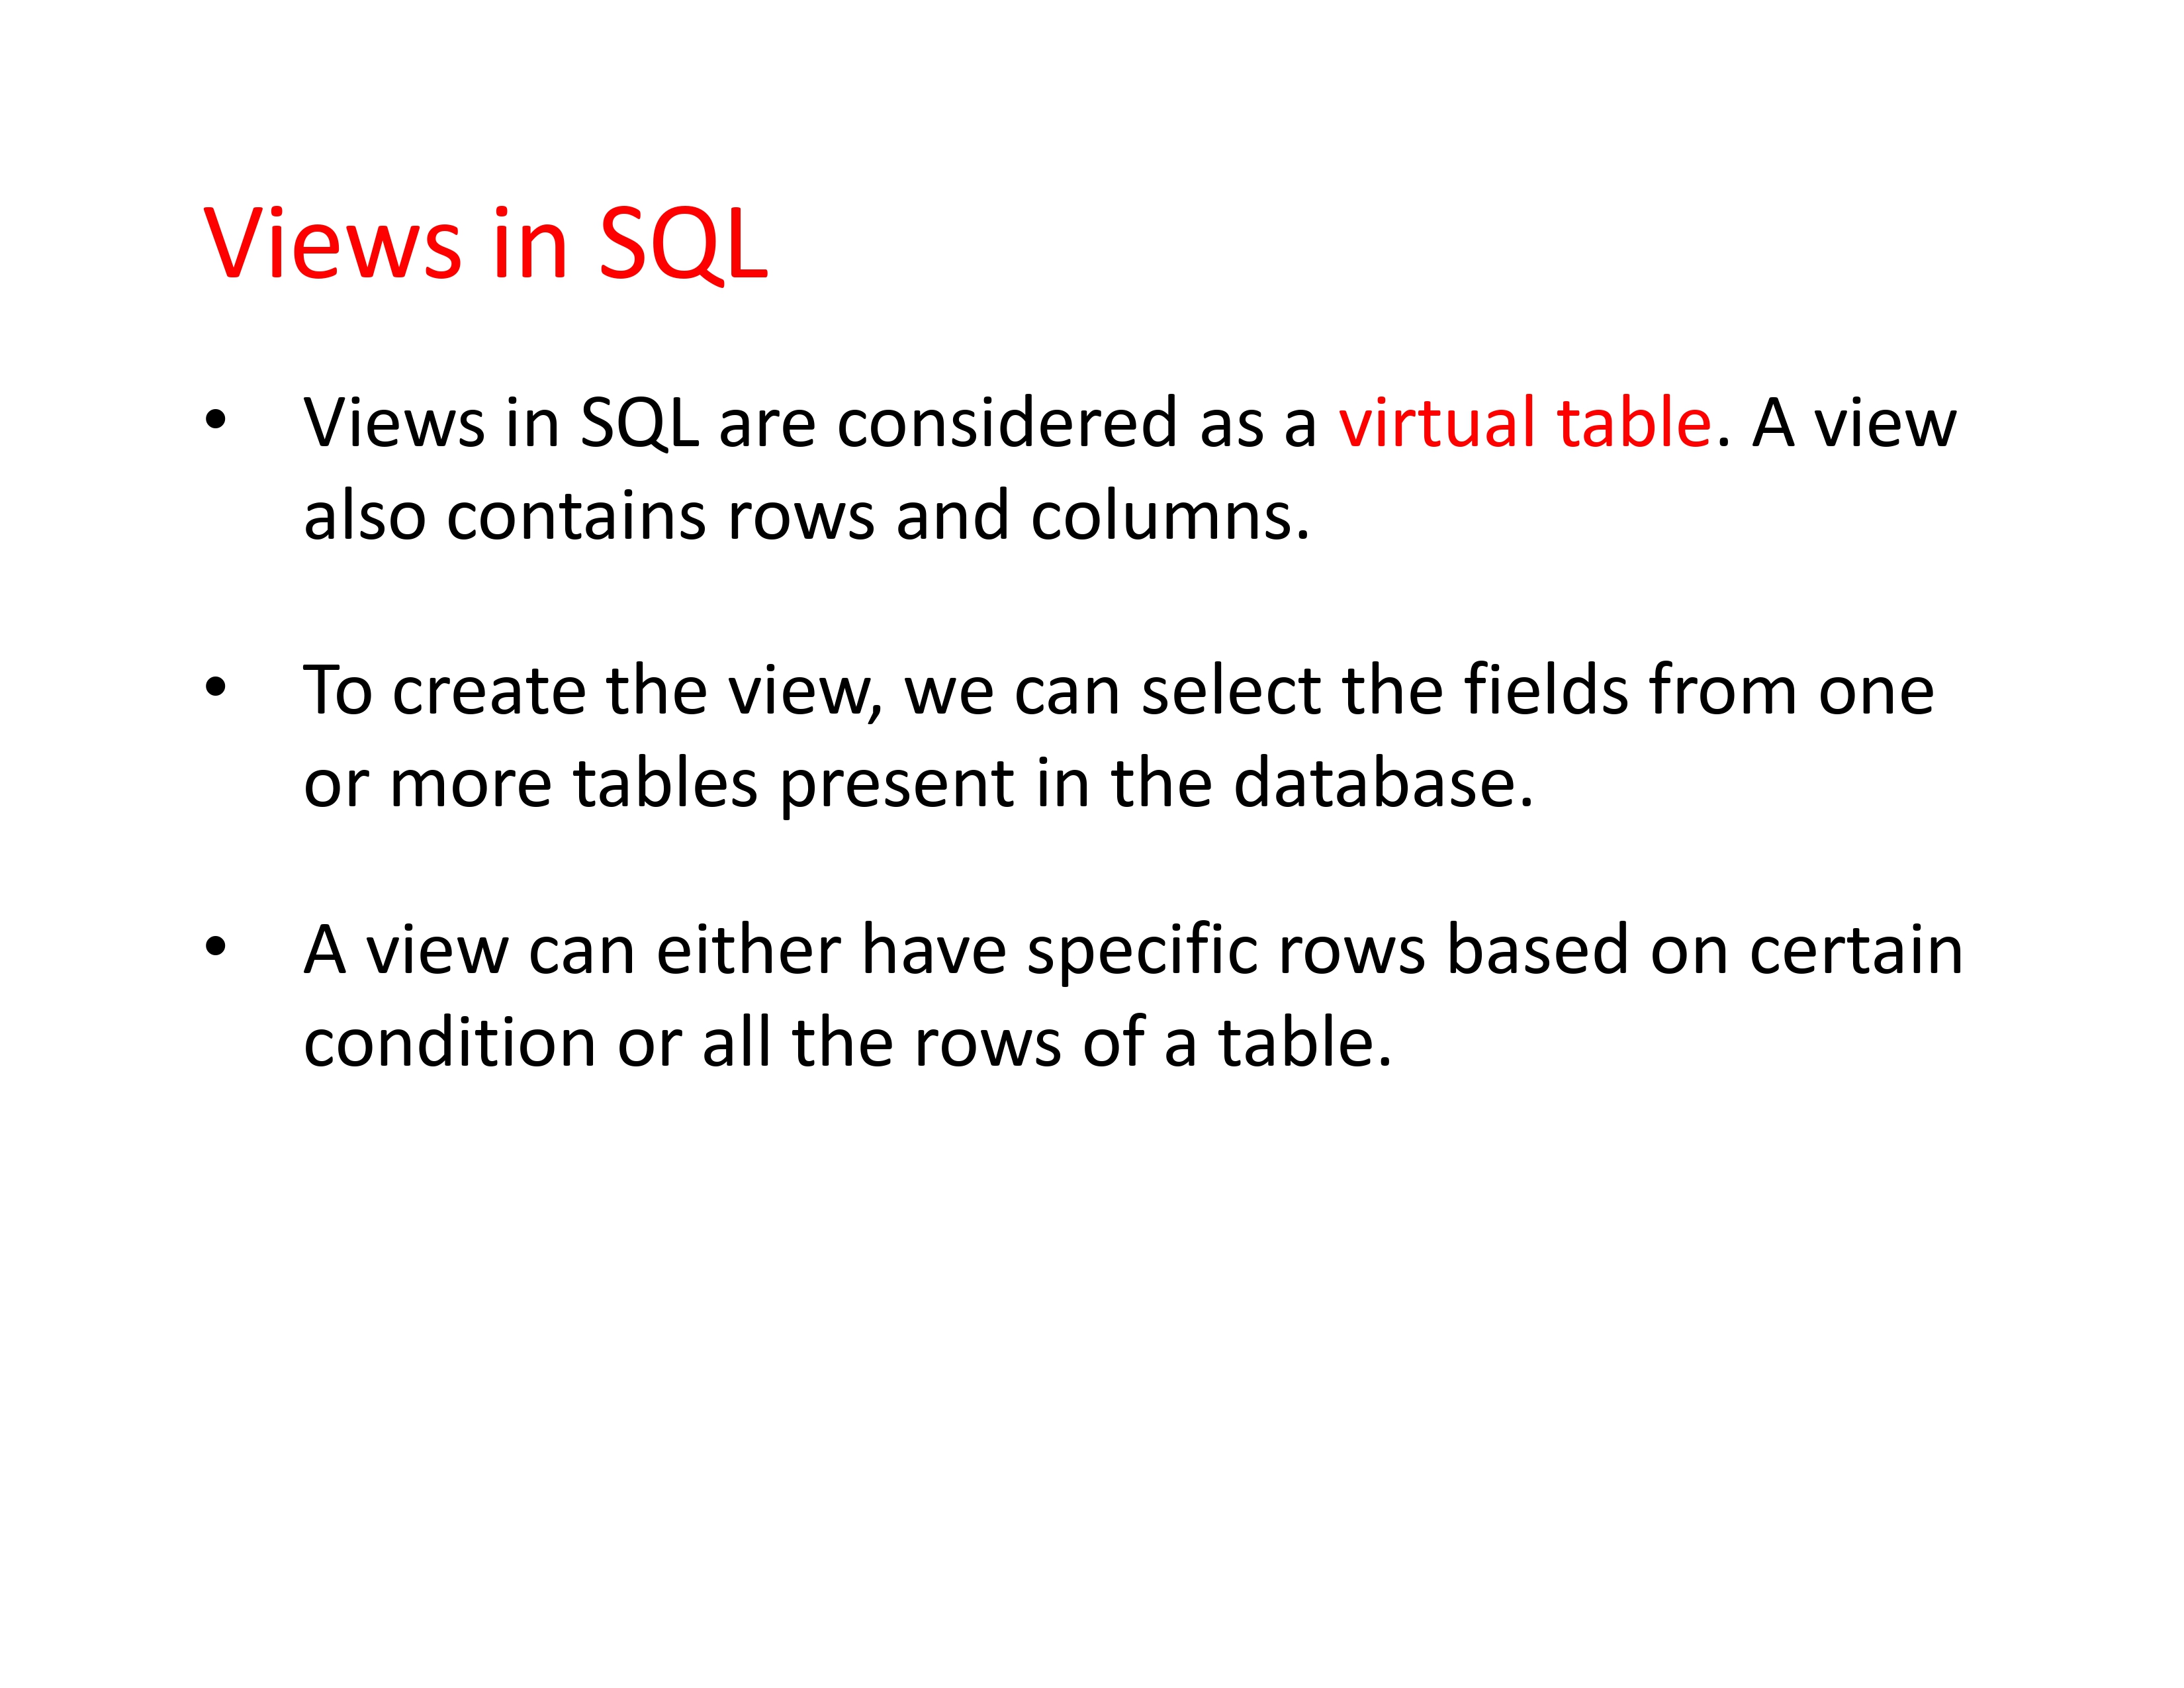 Views in SQL
• Views in SQL are considered as a virtual table. A view
also contains rows and columns.
• To create the view, we can select the fields from one
or more tables present in the database.
• A view can either have specific rows based on certain
condition or all the rows of a table.